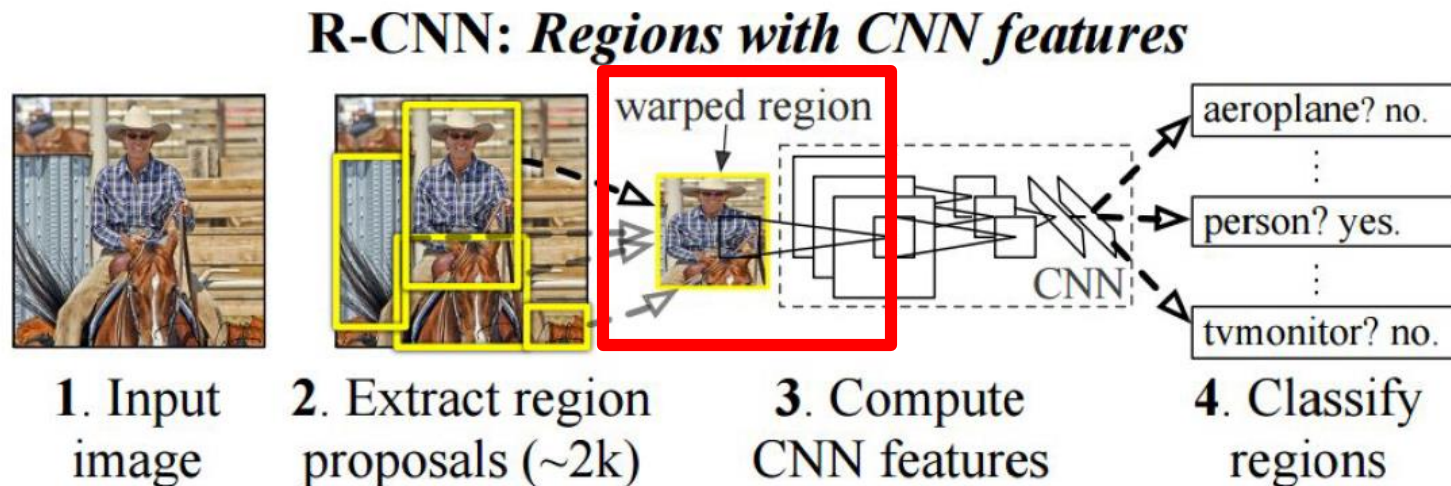 R-CNN: Regions with CNN features
warped region
aeroplane? no.
⋮
person? yes.
CNN
⋮
tvmonitor? no.
1. Input
image
2. Extract region
proposals (~2k)
3. Compute
CNN features
4. Classify
regions